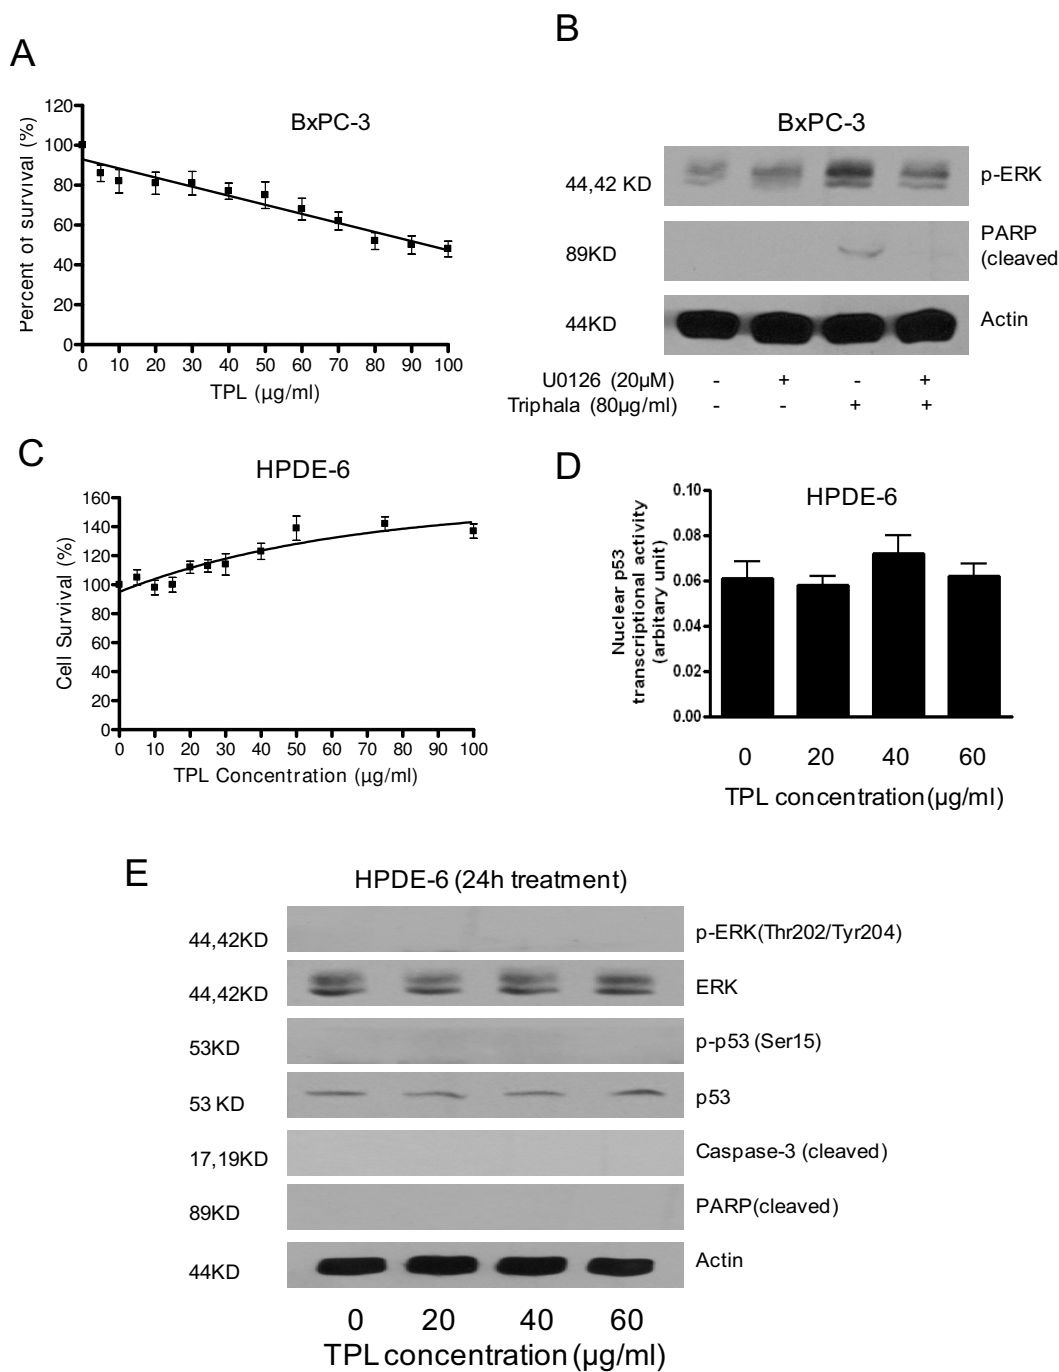 A
BxPC-3
Percent of survival (%)
120
100
80
60
40
20
0
0 10 20 30 40 50 60 70 80 90 100
TPL (µg/ml)
B
BxPC-3
44,42 KD
p-ERK
89KD
PARP
(cleaved
44KD
Actin
U0126 (20µM) - + - +
Triphala (80µg/ml) - - + +
C
HPDE-6
Cell Survival (%)
160
140
120
100
80
60
40
20
0
0 10 20 30 40 50 60 70 80 90 100
TPL Concentration (µg/ml)
D
HPDE-6
Nuclear p53
transcriptional activity
(arbitary unit)
0.10
0.08
0.06
0.04
0.02
0.00
0 20 40 60
TPL concentration(µg/ml)
E
HPDE-6 (24h treatment)
44,42KD
p-ERK(Thr202/Tyr204)
44,42KD
ERK
53KD
p-p53 (Ser15)
53 KD
p53
17,19KD
Caspase-3 (cleaved)
89KD
PARP(cleaved)
44KD
Actin
0 20 40 60
TPL concentration (µg/ml)